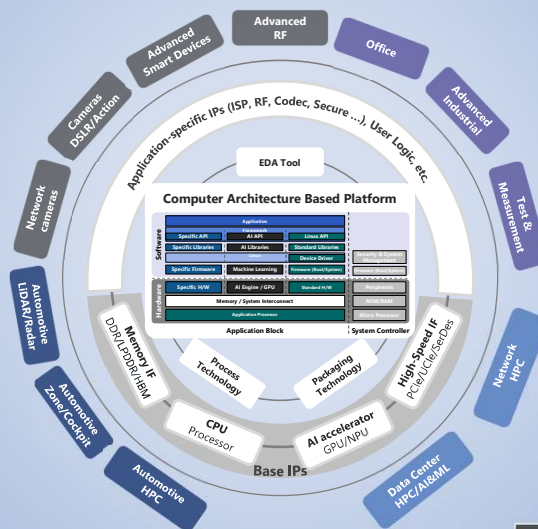 Advanced
RF
Advanced
Smart Devices
Office
Cameras
DSLR/Action
Advanced
Industrial
Network
cameras
Test &
Measurement
Application-specific IPs (ISP, RF, Codec, Secure ...), User Logic, etc.
EDA Tool
Computer Architecture Based Platform
Software
Application
Framework
Specific API
AI API
Linux API
Specific Libraries
AI Libraries
Standard Libraries
Linux
Device Driver
Security & System
Management
Specific Firmware
Machine Learning
Firmware (Boot/System)
Firmware (Boot/System)
Hardware
Specific H/W
AI Engine / GPU
Standard H/W
Peripherals
Memory / System Interconnect
ROM/RAM
Application Processor
Micro Processor
Application Block
System Controller
Automotive
LiDAR/Radar
Memory IF
DDR/LPDDR/HBM
Process
Technology
Packaging
Technology
High-Speed IF
PCIe/UCIe/SerDes
Network
HPC
Automotive
Zone/Cockpit
CPU
Processor
AI accelerator
GPU/NPU
Base IPs
Automotive
HPC
Data Center
HPC/AI&ML